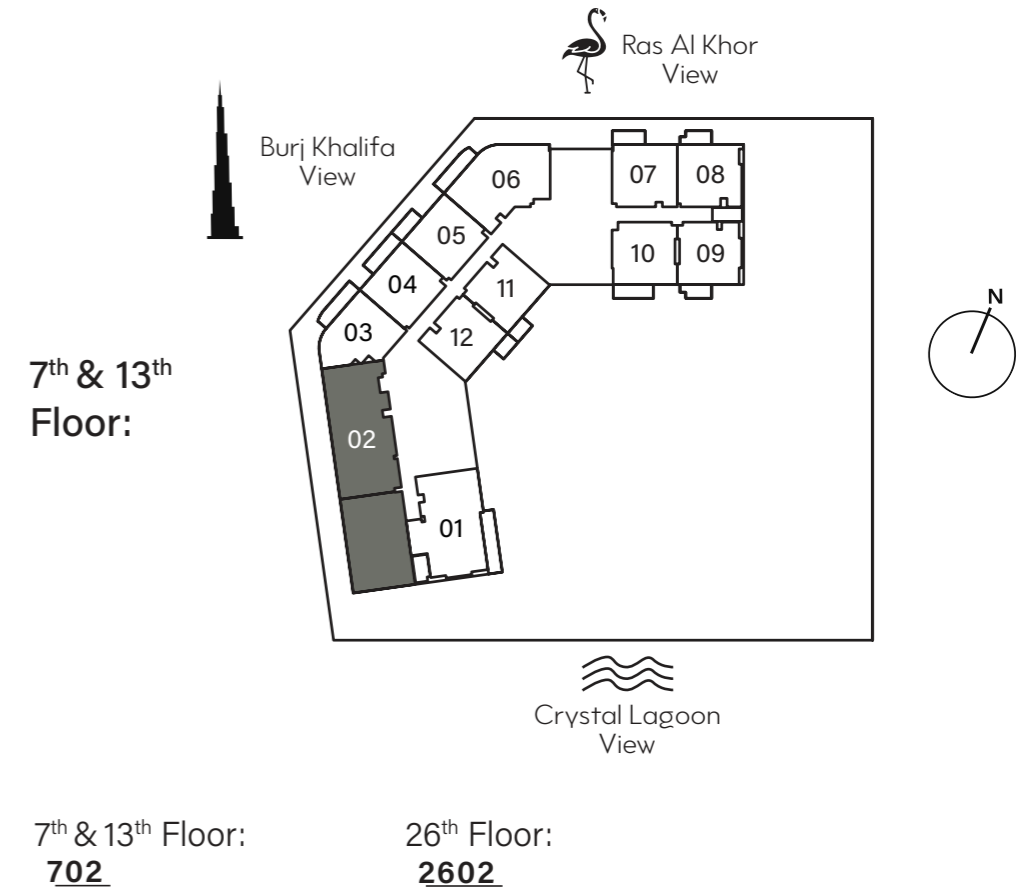 Ras Al Khor
View
Burj Khalifa
View
06
07
08
05
10
09
04
11
N
03
12
7th & 13th
Floor:
02
01
Crystal Lagoon
View
7th & 13th Floor:
702
26th Floor:
2602